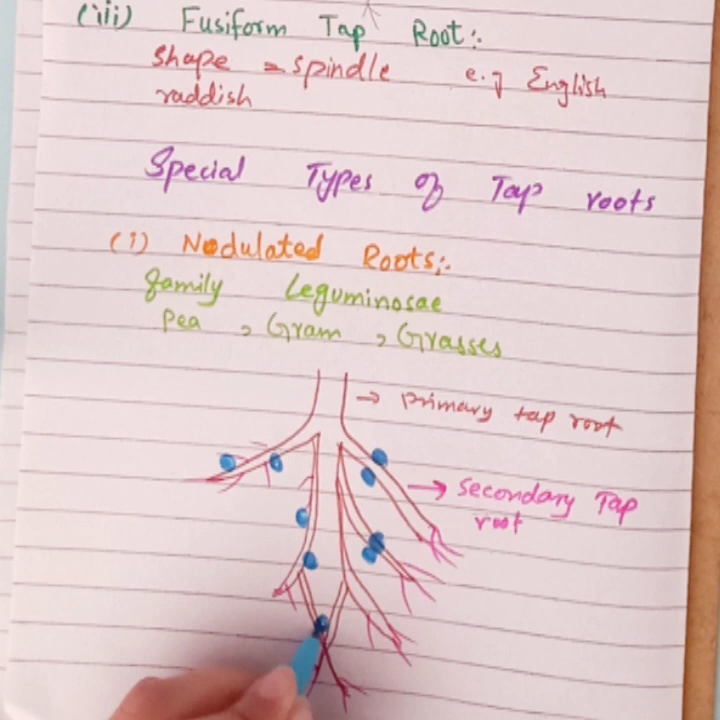 (iii) Fusiform Tap Root:
shape = spindle e.g English
raddish
Special Types of Tap roots
(i) Nodulated Roots:
family Leguminosae
Pea , Gram , Grasses
→ primary tap root
→ Secondary Tap
root